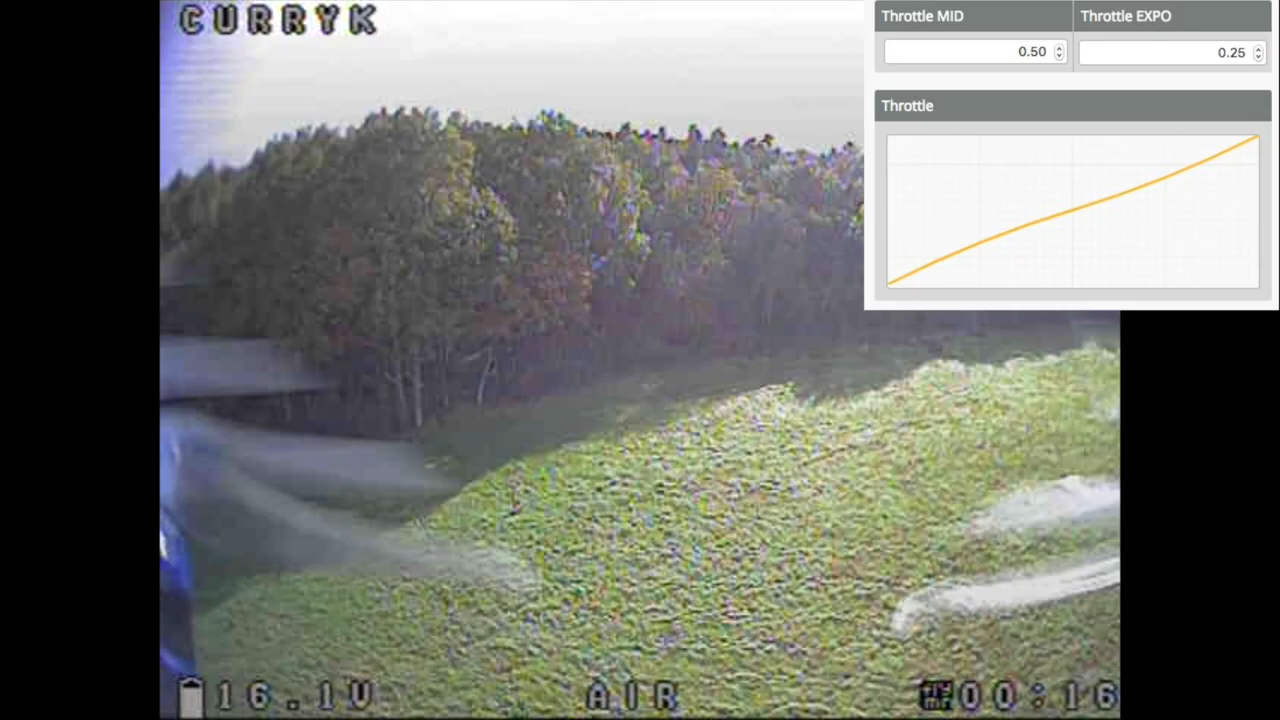 CURRYK
Throttle MID Throttle EXPO
0.50 0.25
Throttle
16.1V AIR 00:16